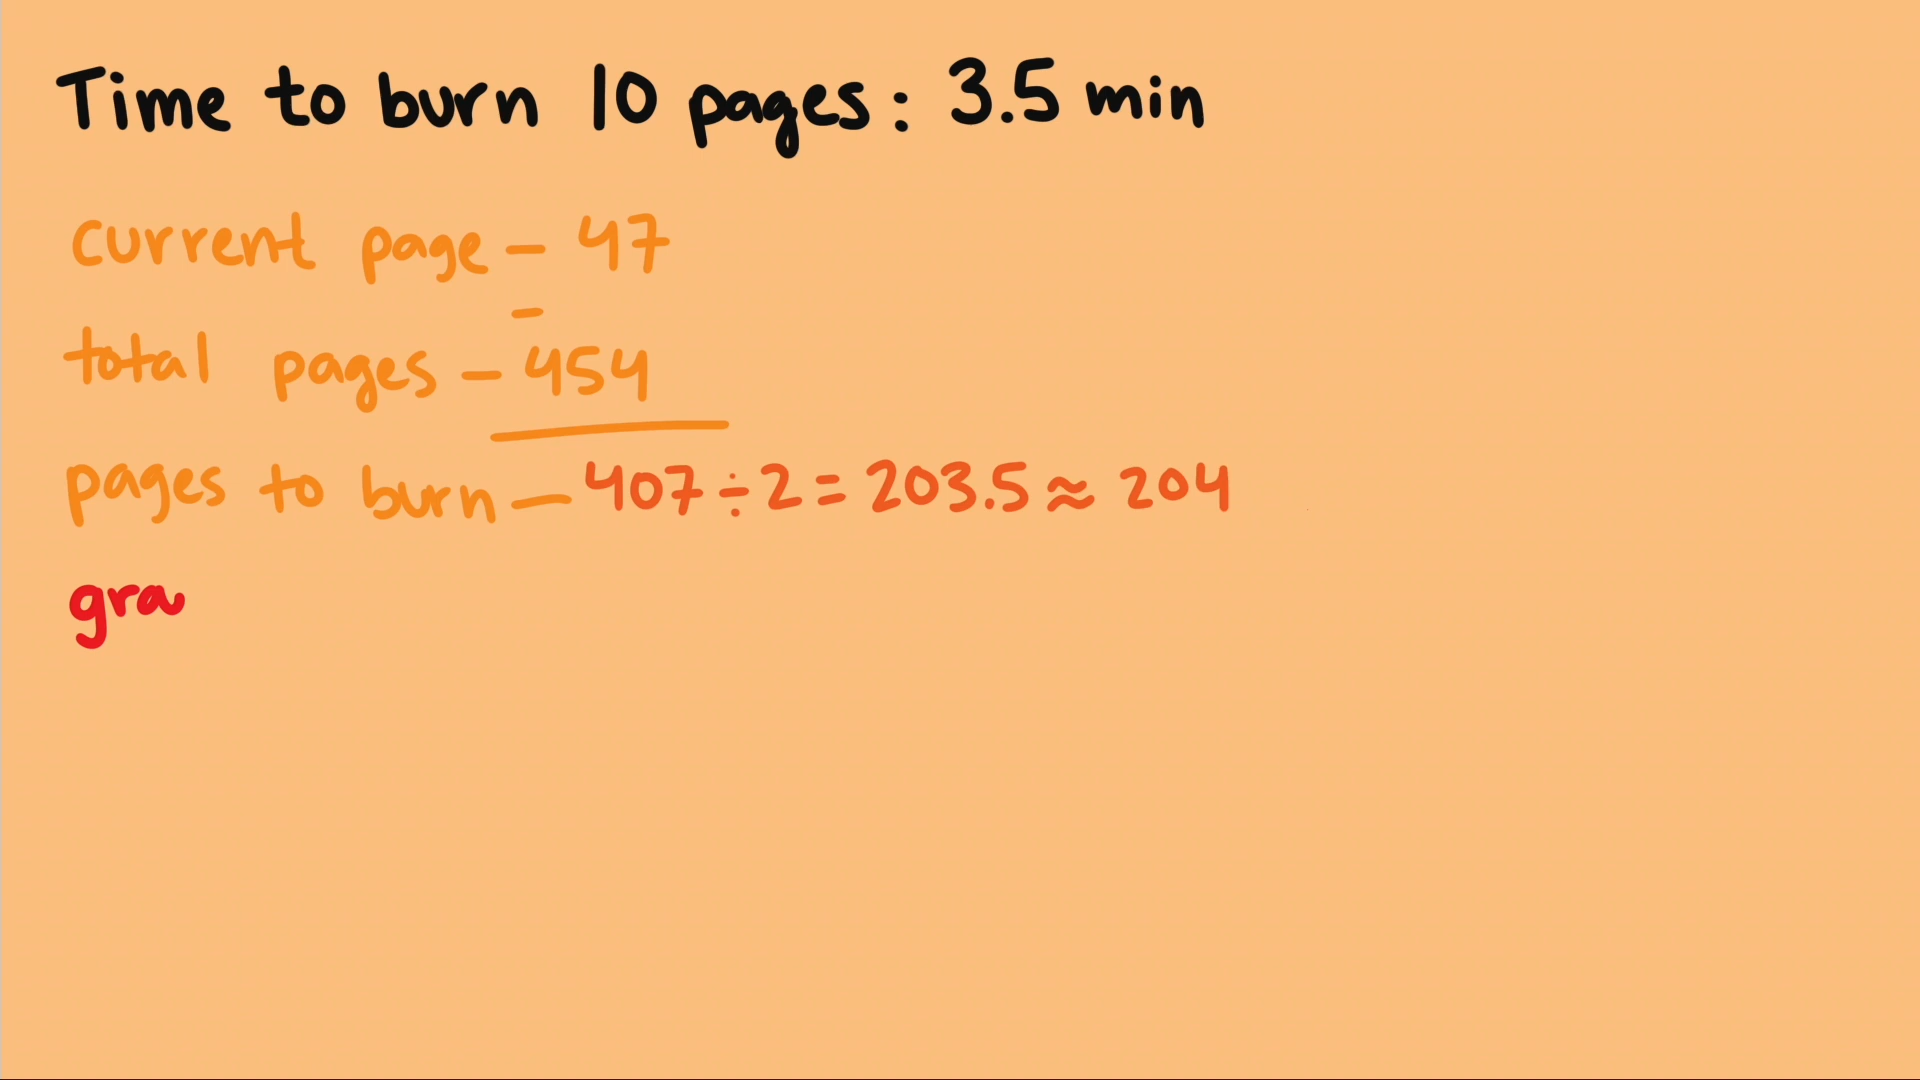 Time to burn 10 pages: 3.5 min
current page - 47
-
total pages - 454
pages to burn - 407 ÷ 2 = 203.5 ≈ 204
gra